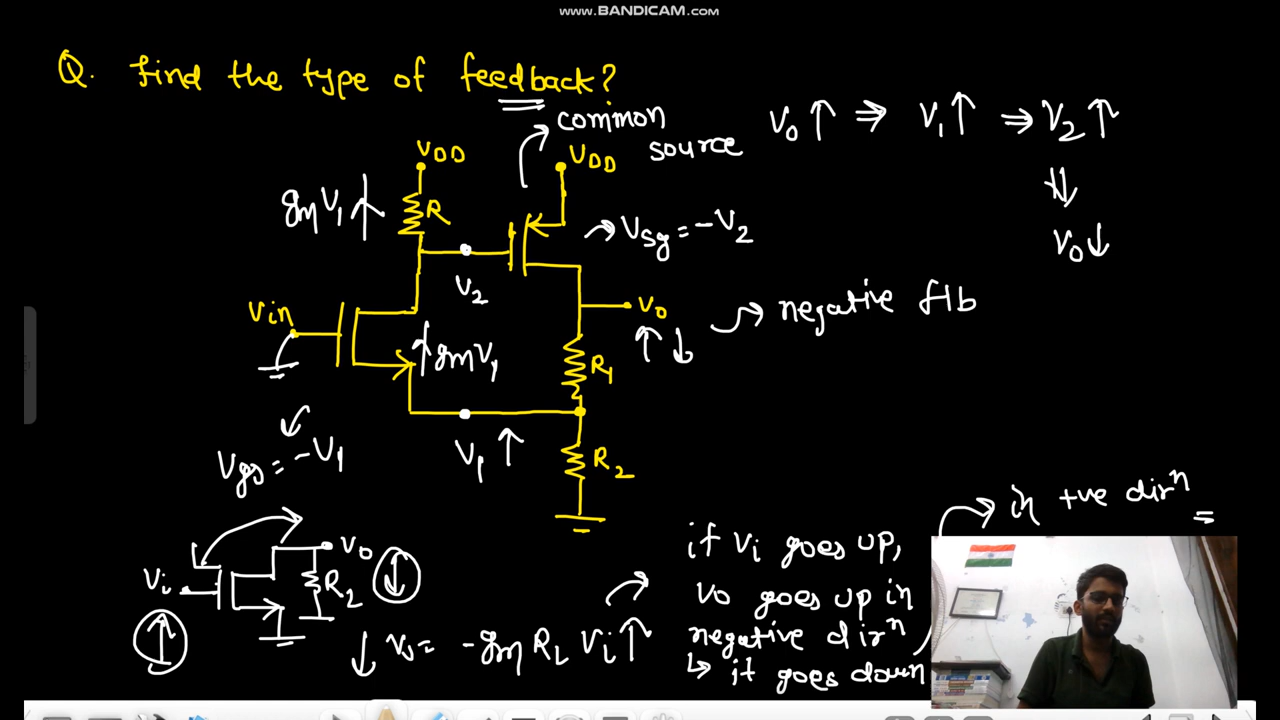 WWW.BANDICAM.COM
Q. Find the type of feedback?
common
source
V0 ↑ ⇒ V1 ↑ ⇒ V2 ↑
⇓
V0 ↓
VDD
VDD
gmV1 ↑
R
→ Vsg = -V2
V2
Vin
V0
↑ ↓
→ negative f/b
↑ gmV1
R1
V1 ↑
Vgs = -V1
R2
Vi
↑
V0
R2
↓
↓ V0 = -gm RL Vi ↑
if Vi goes up,
V0 goes up in
negative dirn
↳ it goes down
→ in +ve dirn
=